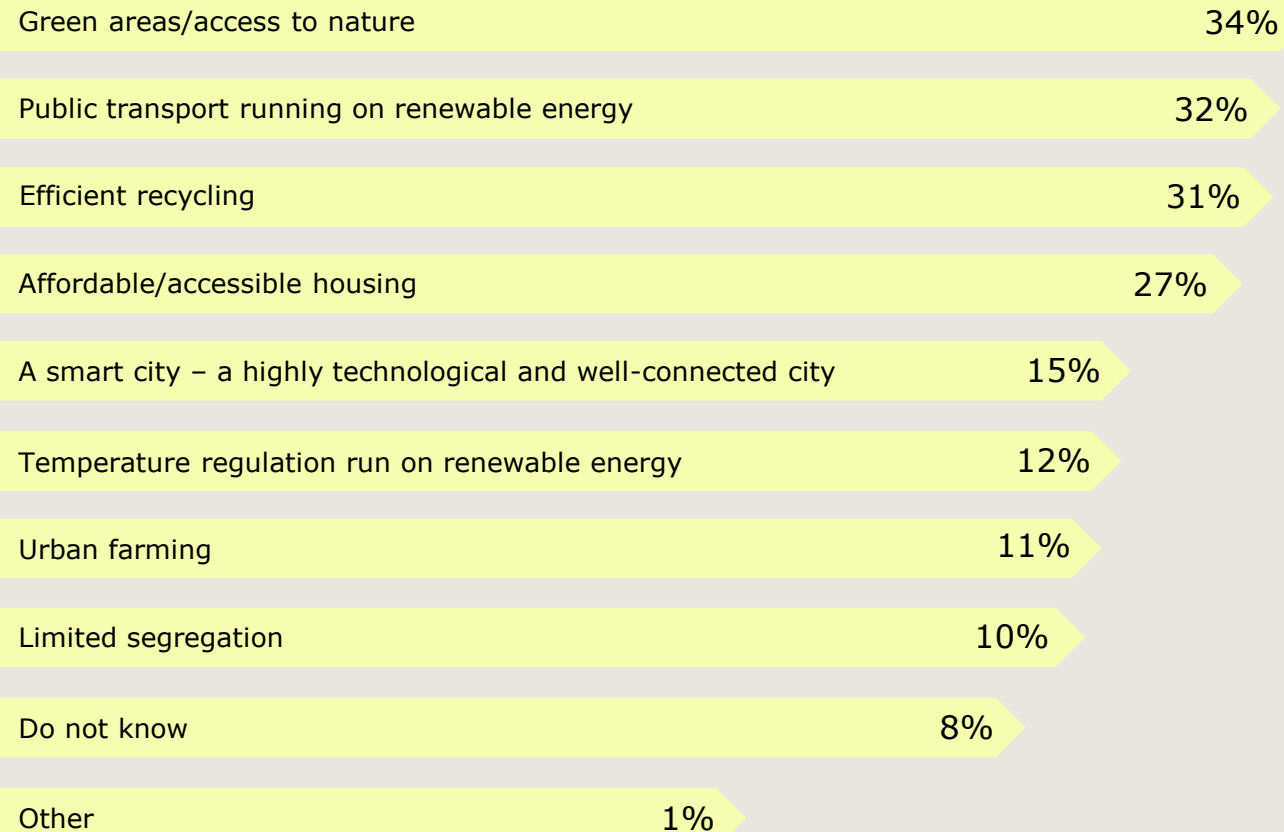 Green areas/access to nature 34%
Public transport running on renewable energy 32%
Efficient recycling 31%
Affordable/accessible housing 27%
A smart city – a highly technological and well-connected city 15%
Temperature regulation run on renewable energy 12%
Urban farming 11%
Limited segregation 10%
Do not know 8%
Other 1%